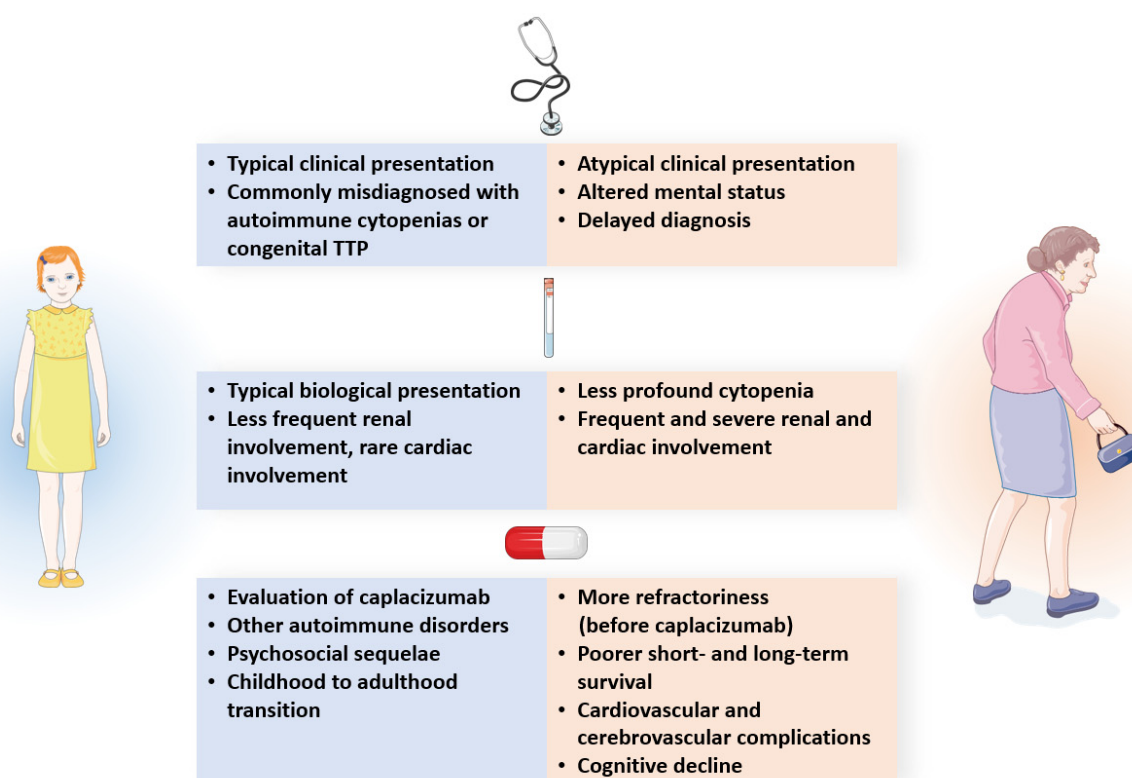 • Typical clinical presentation
• Commonly misdiagnosed with
autoimmune cytopenias or
congenital TTP
• Atypical clinical presentation
• Altered mental status
• Delayed diagnosis
• Typical biological presentation
• Less frequent renal
involvement, rare cardiac
involvement
• Less profound cytopenia
• Frequent and severe renal and
cardiac involvement
• Evaluation of caplacizumab
• Other autoimmune disorders
• Psychosocial sequelae
• Childhood to adulthood
transition
• More refractoriness
(before caplacizumab)
• Poorer short- and long-term
survival
• Cardiovascular and
cerebrovascular complications
• Cognitive decline